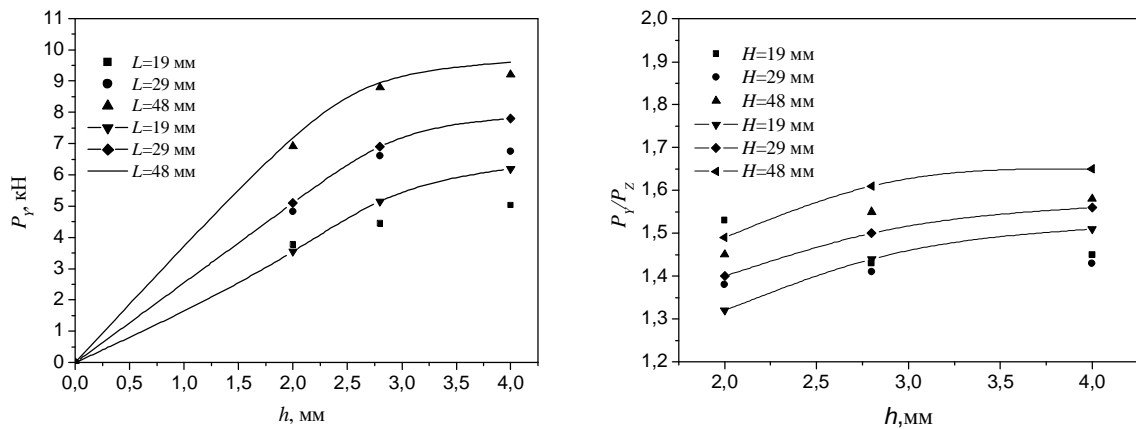 11
10
9
8
7
6
5
4
3
2
1
0
P_Y, кН
L=19 мм
L=29 мм
L=48 мм
L=19 мм
L=29 мм
L=48 мм
0,0 0,5 1,0 1,5 2,0 2,5 3,0 3,5 4,0
h, мм
2,0
1,9
1,8
1,7
1,6
1,5
1,4
1,3
1,2
P_Y/P_Z
H=19 мм
H=29 мм
H=48 мм
H=19 мм
H=29 мм
H=48 мм
2,0 2,5 3,0 3,5 4,0
h,мм